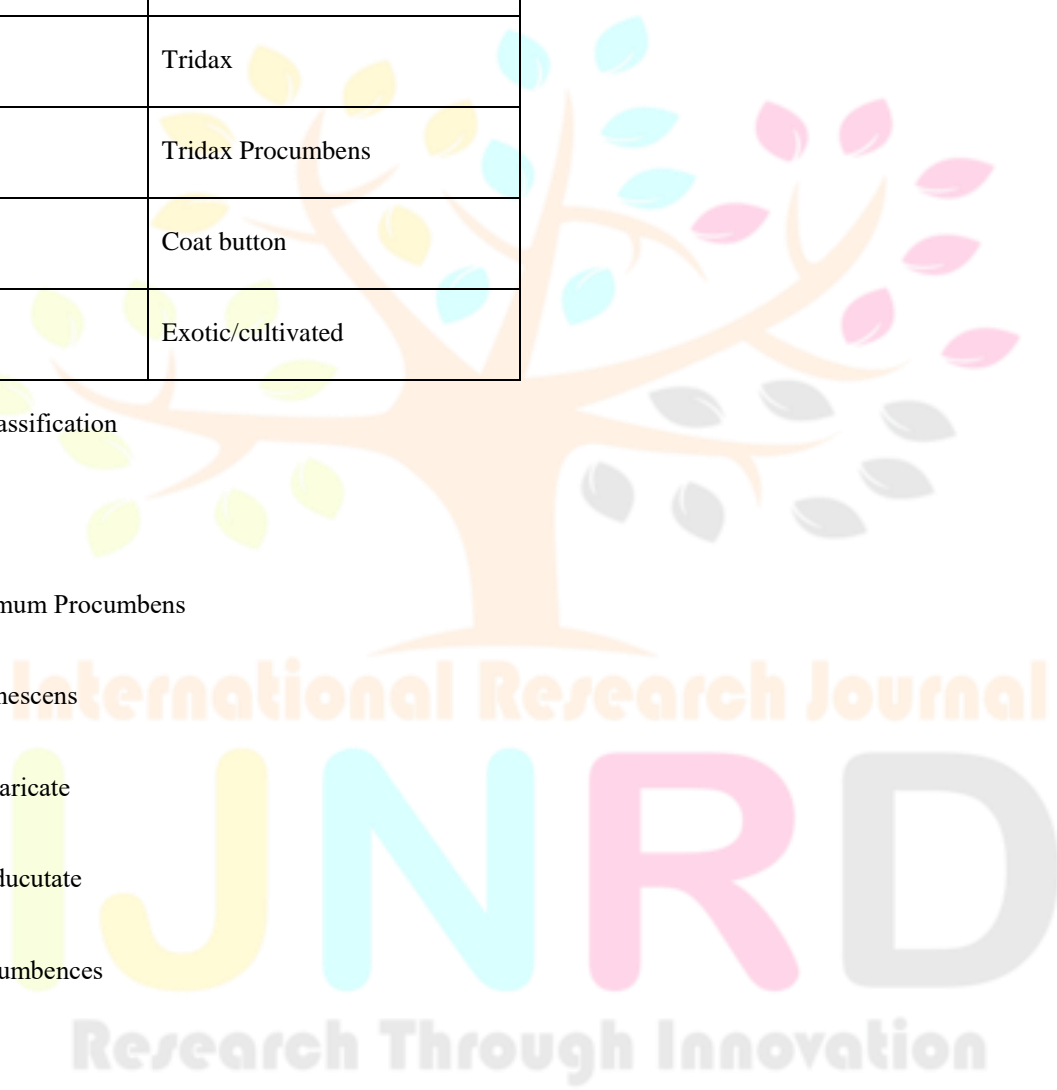 Tridax
Tridax Procumbens
Coat button
Exotic/cultivated
assification
mum Procumbens
International Research Journal
nescens
aricate
ducutate
umbences
IJNRD
Research Through Innovation